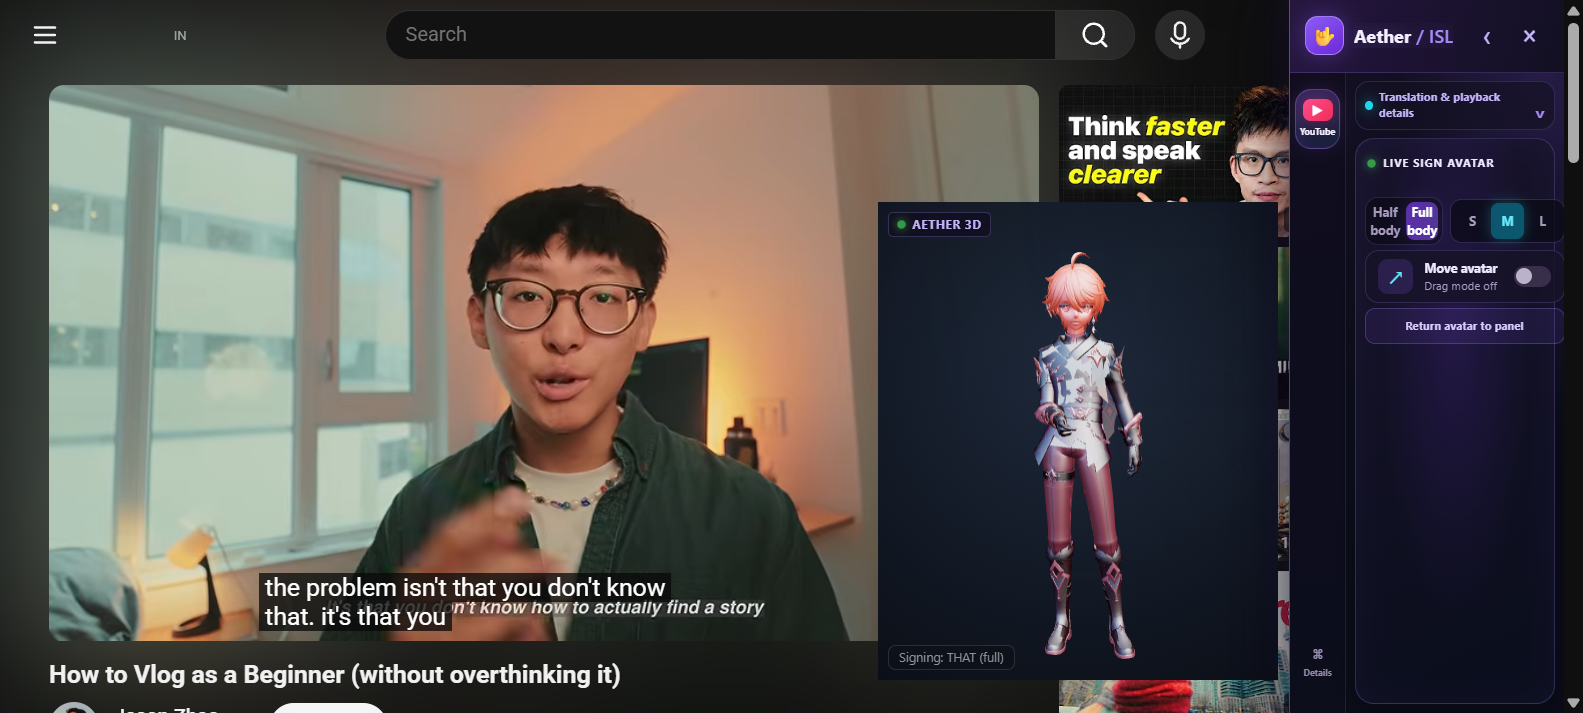 IN
Search
Think faster
and speak
clearer
the problem isn't that you don't know
that. it's that you
don't know how to actually find a story
How to Vlog as a Beginner (without overthinking it)
AETHER 3D
Signing: THAT (full)
Aether / ISL
YouTube
Translation & playback
details
LIVE SIGN AVATAR
Half
body
Full
body
S
M
L
Move avatar
Drag mode off
Return avatar to panel
Details